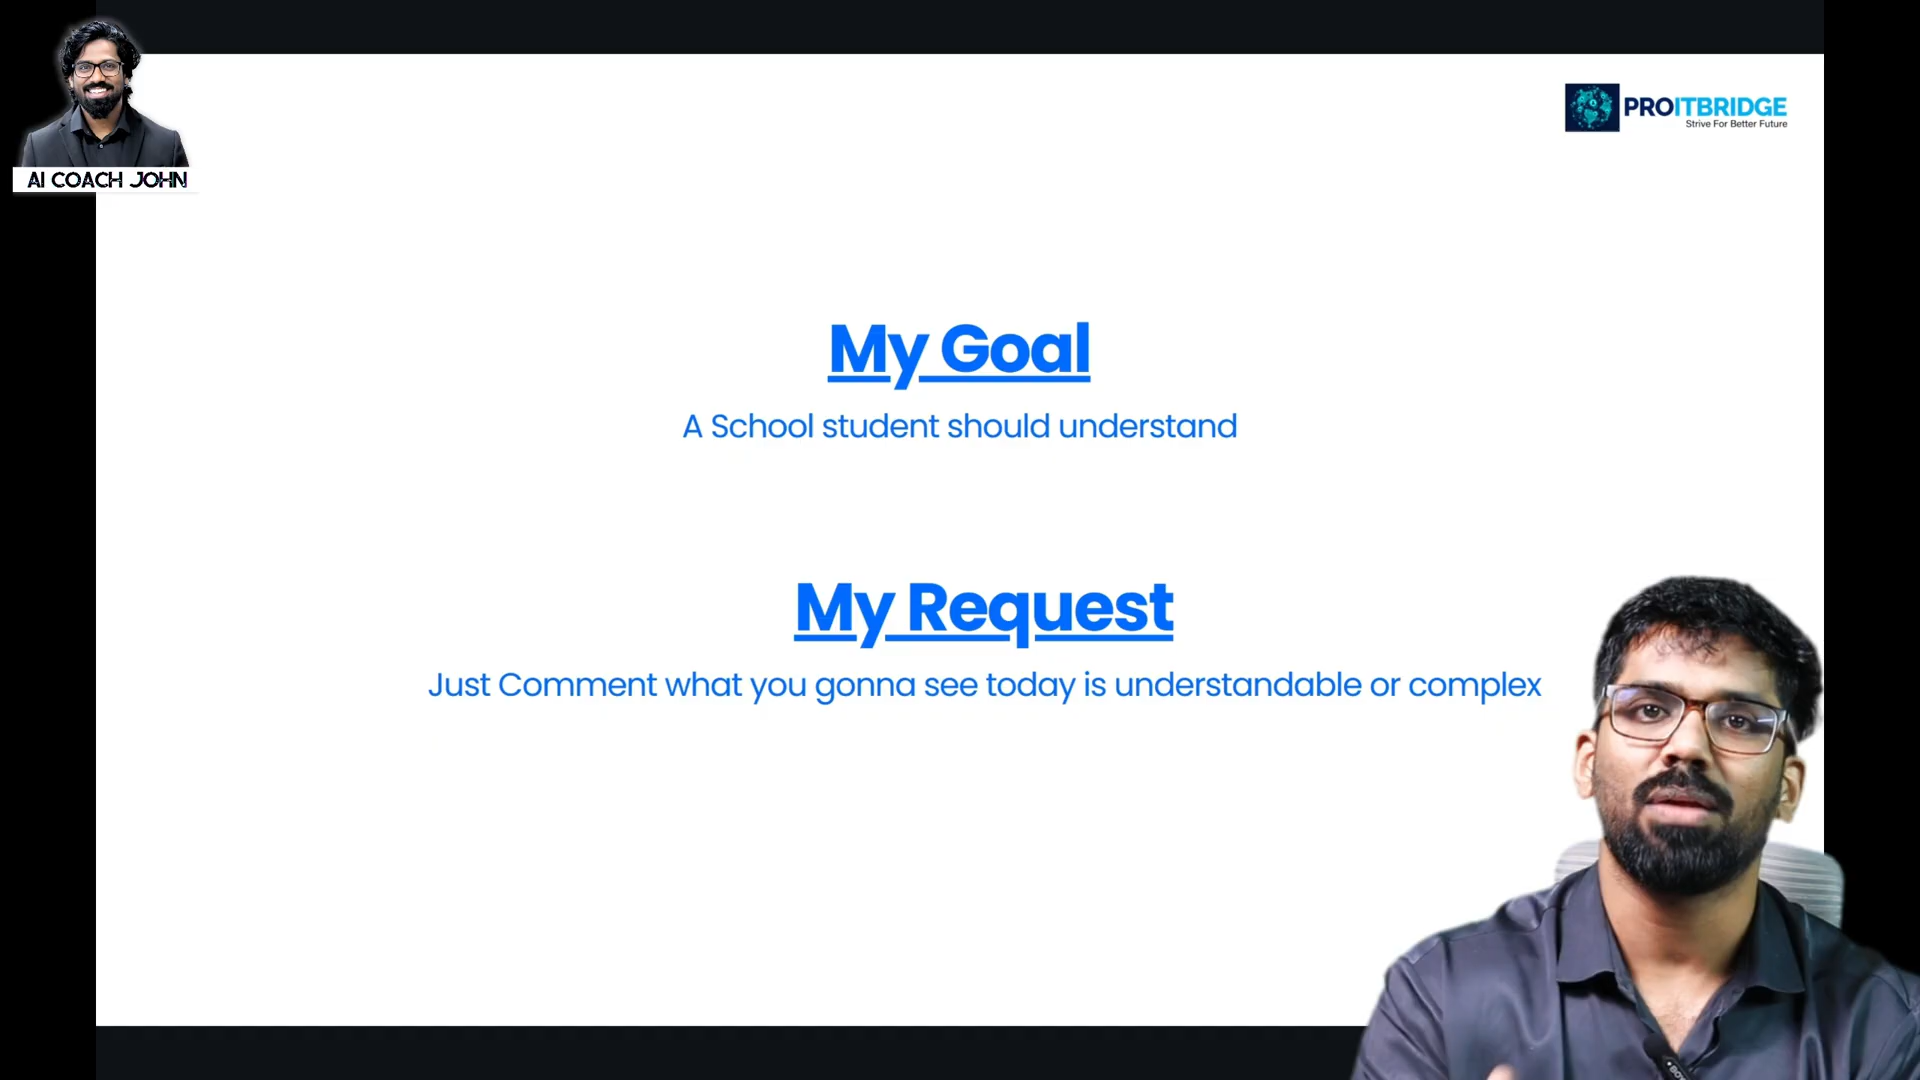 AI COACH JOHN
PROITBRIDGE
Strive For Better Future
My Goal
A School student should understand
My Request
Just Comment what you gonna see today is understandable or complex